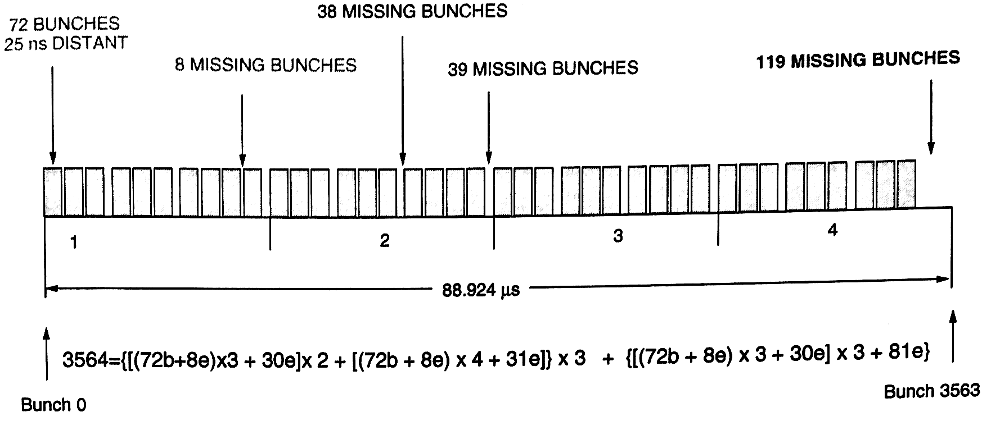 38 MISSING BUNCHES
72 BUNCHES
25 ns DISTANT
8 MISSING BUNCHES
39 MISSING BUNCHES
119 MISSING BUNCHES
1
2
3
4
88.924 µs
3564={[(72b+8e)x3 + 30e]x 2 + [(72b + 8e) x 4 + 31e]} x 3 + {[(72b + 8e) x 3 + 30e] x 3 + 81e}
Bunch 0
Bunch 3563